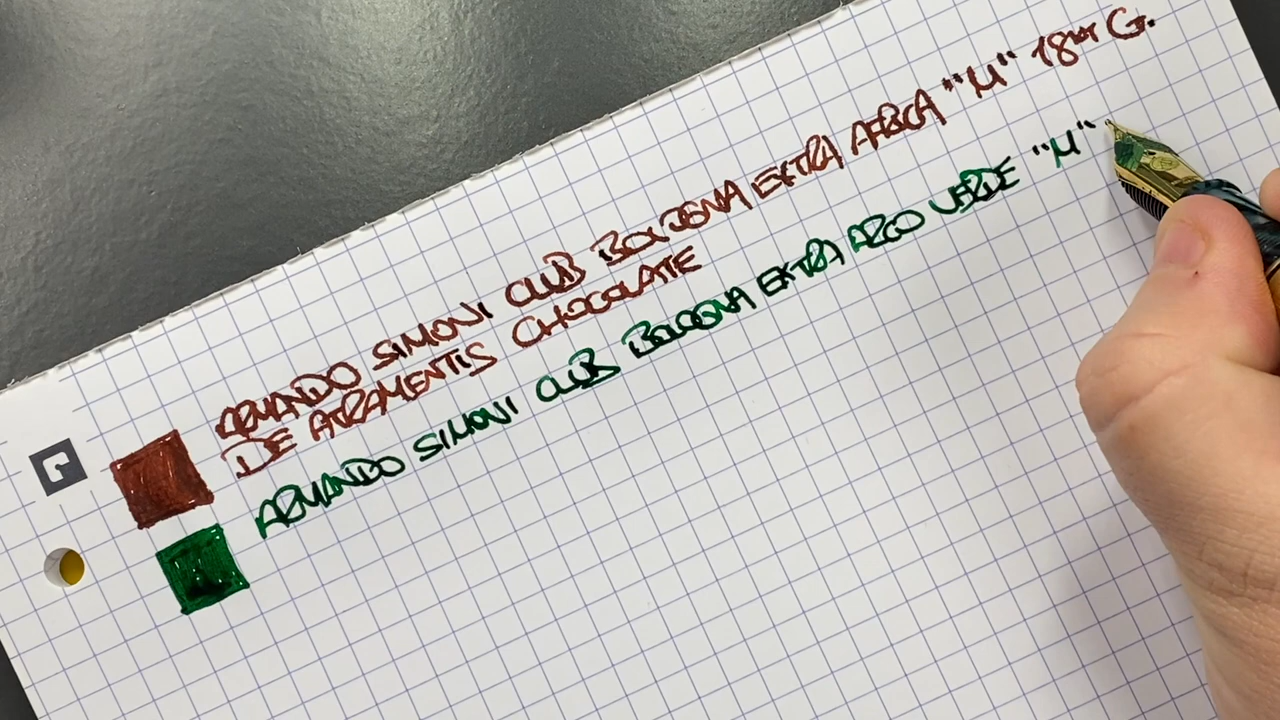 ARMANDO SIMONI CLUB BOLOGNA EXTRA AFRICA "M" 18KT G.
DE ATRAMENTIS CHOCOLATE
ARMANDO SIMONI CLUB BOLOGNA EXTRA ARCO VERDE "M"